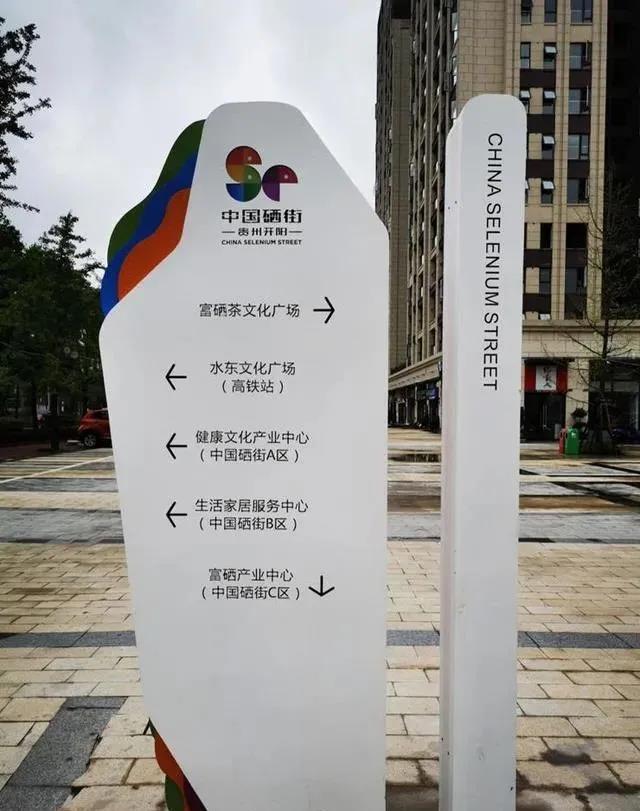 Se
中国硒街
贵州开阳
CHINA SELENIUM STREET
富硒茶文化广场
水东文化广场
（高铁站）
健康文化产业中心
（中国硒街A区）
生活家居服务中心
（中国硒街B区）
富硒产业中心
（中国硒街C区）
CHINA SELENIUM STREET